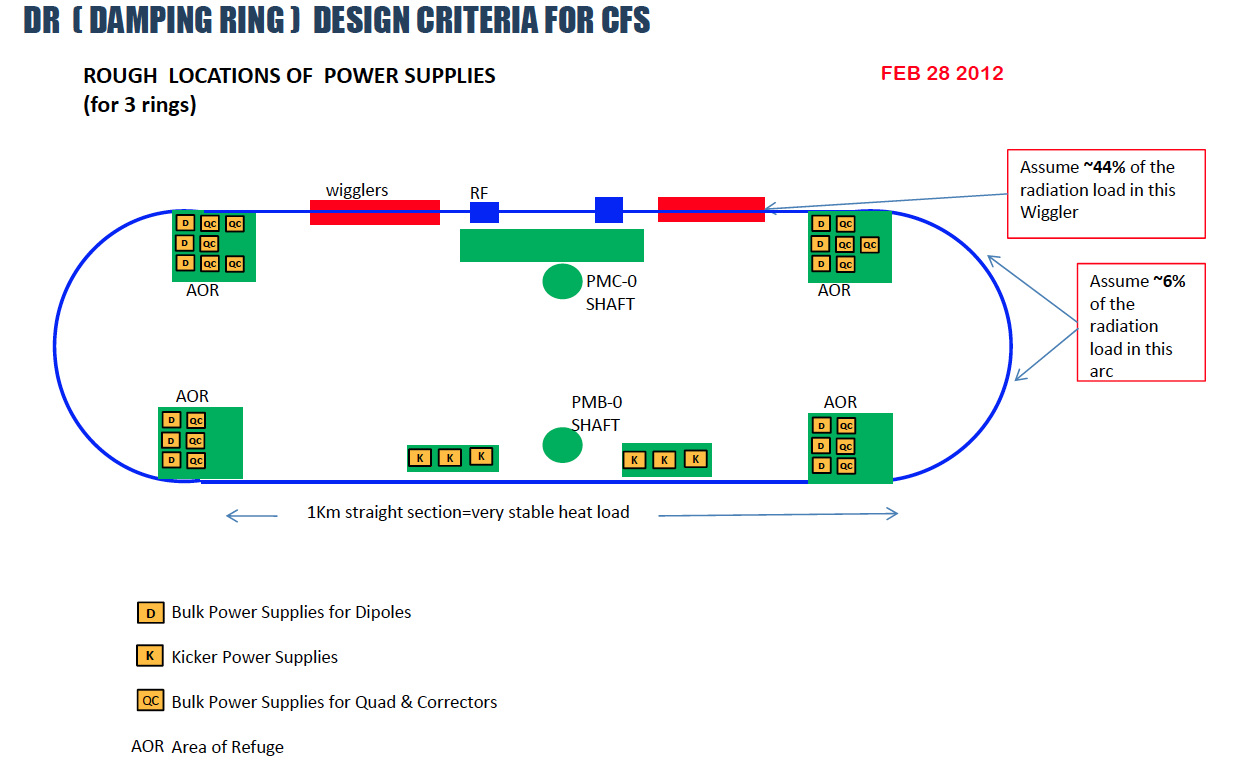 DR ( DAMPING RING ) DESIGN CRITERIA FOR CFS
ROUGH LOCATIONS OF POWER SUPPLIES
(for 3 rings)
FEB 28 2012
Assume ~44% of the
radiation load in this
Wiggler
wigglers
RF
D QC QC
D QC
D QC QC
AOR
PMC-0
SHAFT
D QC
D QC QC
D QC
AOR
Assume ~6%
of the
radiation
load in this
arc
AOR
D QC
D QC
D QC
PMB-0
SHAFT
K K K
K K K
AOR
D QC
D QC
D QC
1Km straight section=very stable heat load
D Bulk Power Supplies for Dipoles
K Kicker Power Supplies
QC Bulk Power Supplies for Quad & Correctors
AOR Area of Refuge